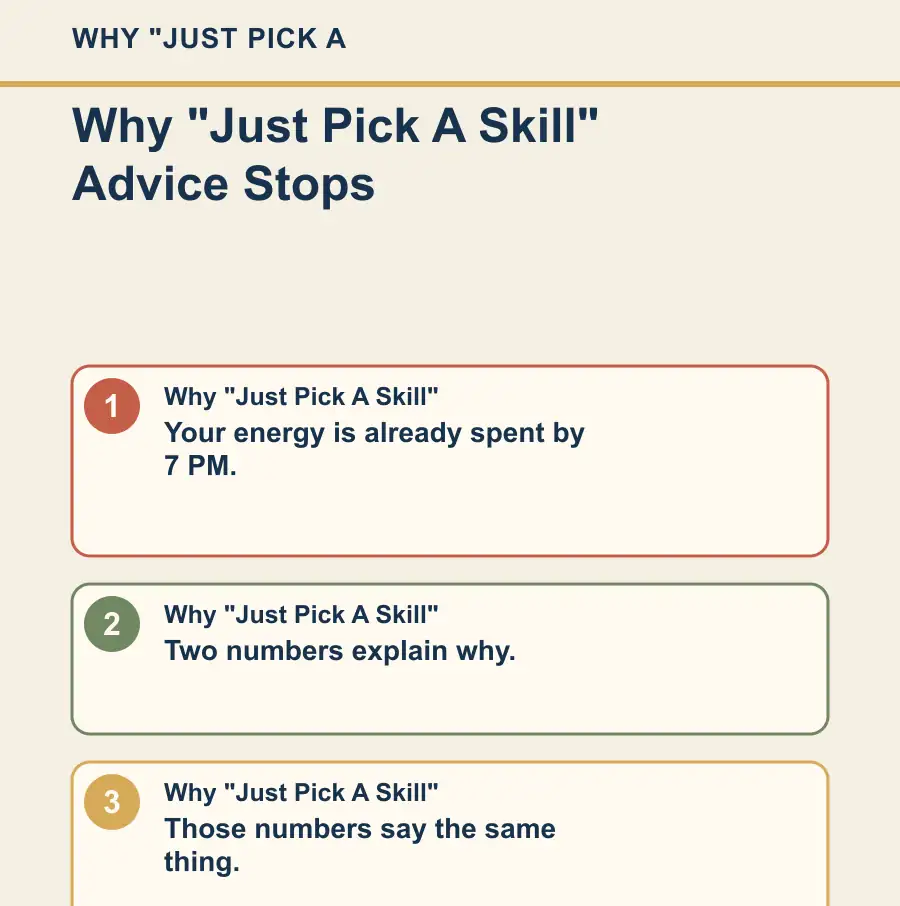 WHY "JUST PICK A
Why "Just Pick A Skill"
Advice Stops
1
Why "Just Pick A Skill"
Your energy is already spent by
7 PM.
2
Why "Just Pick A Skill"
Two numbers explain why.
3
Why "Just Pick A Skill"
Those numbers say the same
thing.